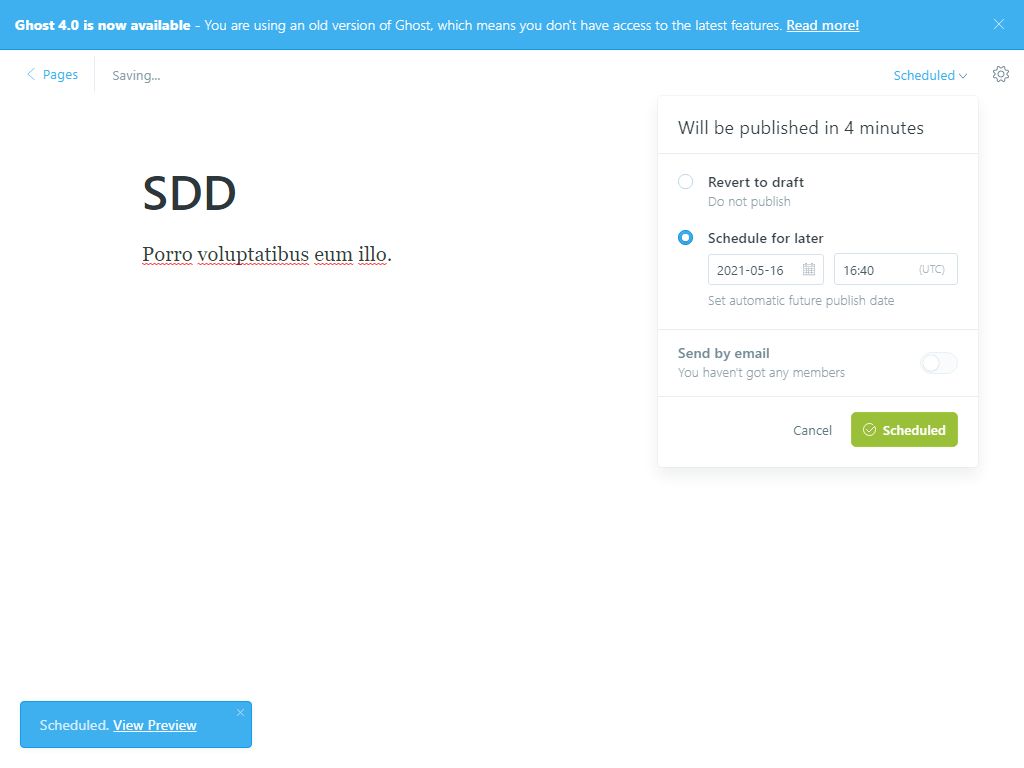 Ghost 4.0 is now available - You are using an old version of Ghost, which means you don't have access to the latest features. Read more!
Pages
Saving...
Scheduled
Will be published in 4 minutes
SDD
Porro voluptatibus eum illo.
Revert to draft
Do not publish
Schedule for later
2021-05-16
16:40
(UTC)
Set automatic future publish date
Send by email
You haven't got any members
Cancel
Scheduled
Scheduled. View Preview